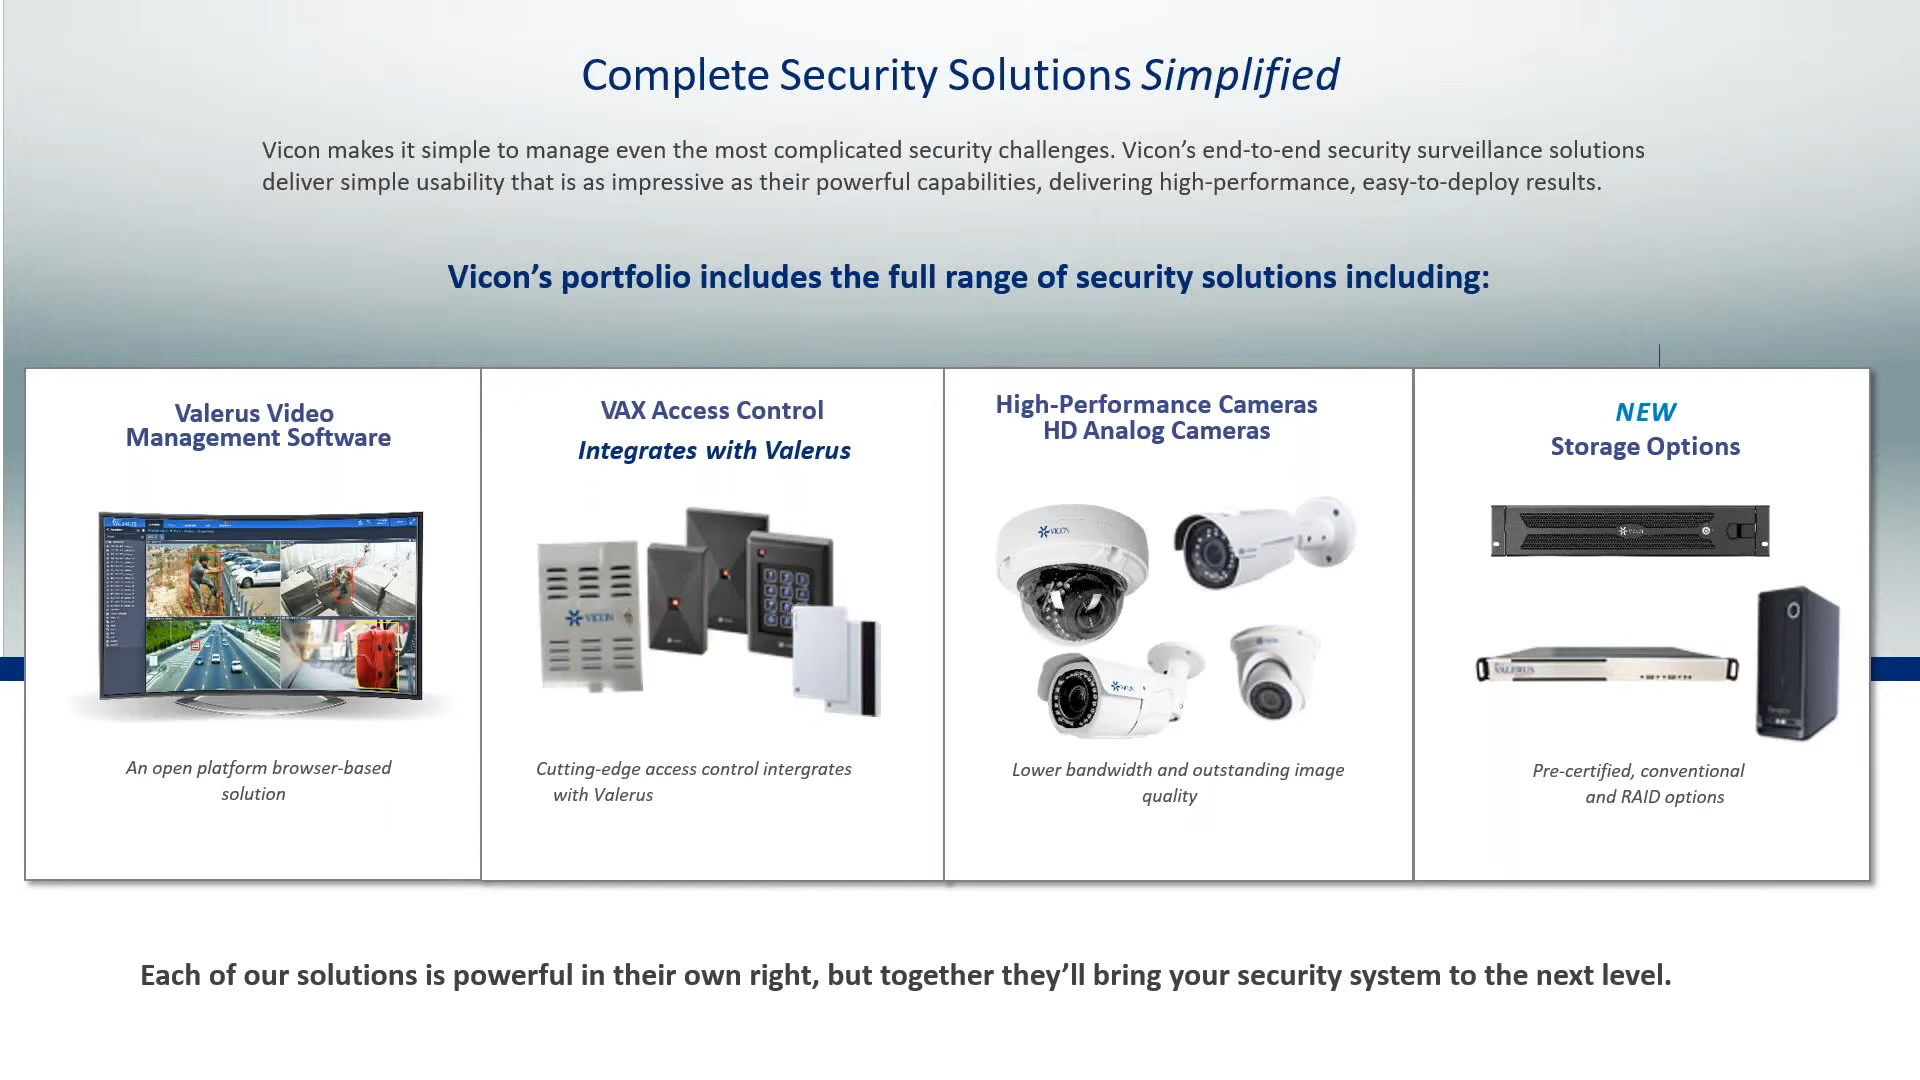 Complete Security Solutions Simplified
Vicon makes it simple to manage even the most complicated security challenges. Vicon’s end-to-end security surveillance solutions
deliver simple usability that is as impressive as their powerful capabilities, delivering high-performance, easy-to-deploy results.
Vicon’s portfolio includes the full range of security solutions including:
Valerus Video
Management Software
An open platform browser-based
solution
VAX Access Control
Integrates with Valerus
VICON
Cutting-edge access control intergrates
with Valerus
High-Performance Cameras
HD Analog Cameras
VICON
VICON
Lower bandwidth and outstanding image
quality
NEW
Storage Options
VICON
VALERUS
Pre-certified, conventional
and RAID options
Each of our solutions is powerful in their own right, but together they’ll bring your security system to the next level.